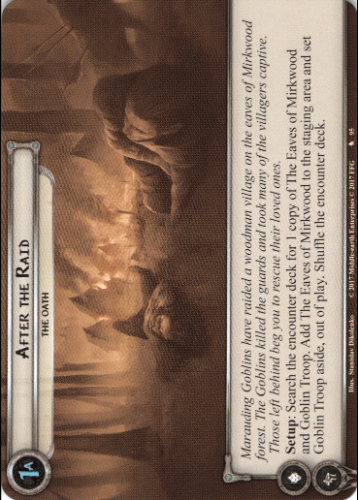 1A
AFTER THE RAID
THE OATH
Marauding Goblins have raided a woodman village on the eaves of Mirkwood
forest. The Goblins killed the guards and took many of the villagers captive.
Those left behind beg you to rescue their loved ones.
Setup: Search the encounter deck for 1 copy of The Eaves of Mirkwood
and Goblin Troop. Add The Eaves of Mirkwood to the staging area and set
Goblin Troop aside, out of play. Shuffle the encounter deck.
Illus. Stanislav Dikolenko © 2017 Middle-earth Enterprises © 2017 FFG 95